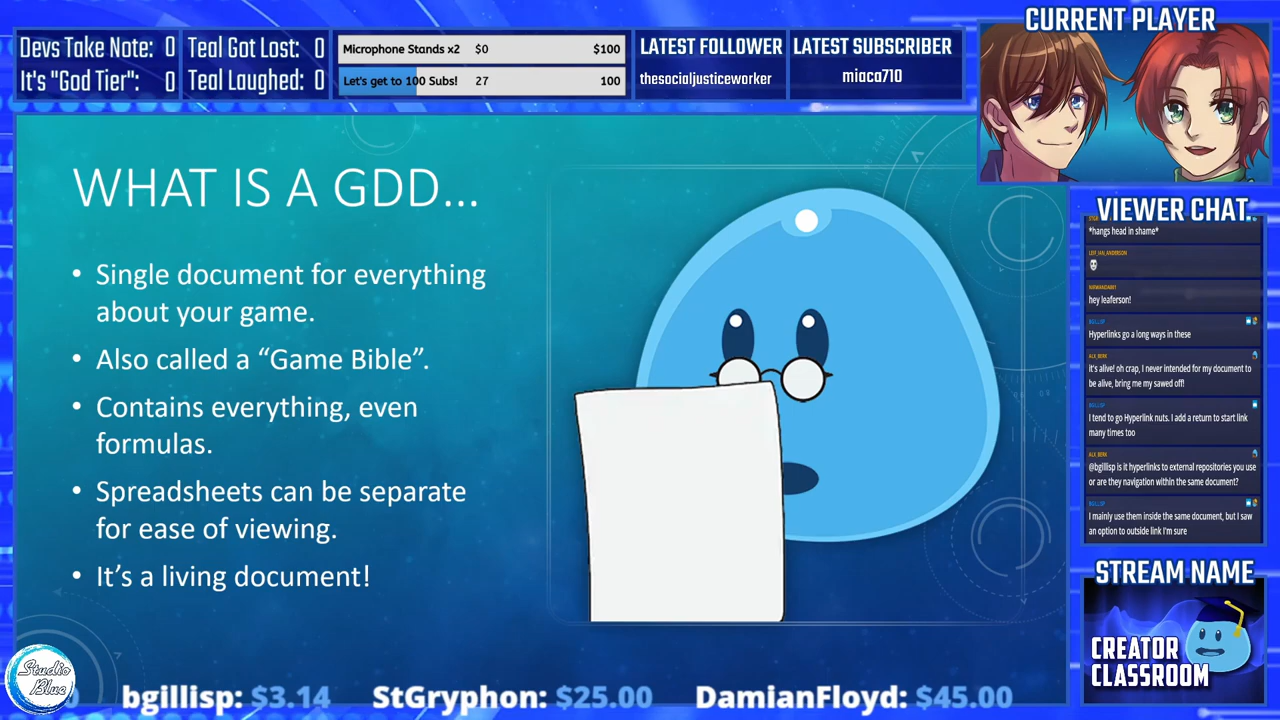 CURRENT PLAYER
Devs Take Note: 0
It's "God Tier": 0
Teal Got Lost: 0
Teal Laughed: 0
Microphone Stands x2 $0 $100
Let's get to 100 Subs! 27 100
LATEST FOLLOWER
thesocialjusticeworker
LATEST SUBSCRIBER
miaca710
WHAT IS A GDD...
• Single document for everything
about your game.
• Also called a “Game Bible”.
• Contains everything, even
formulas.
• Spreadsheets can be separate
for ease of viewing.
• It’s a living document!
VIEWER CHAT
*hangs head in shame*
LEIF_IAN_ANDERSON
hey leaferson!
BGILLISP
Hyperlinks go a long ways in these
ALX_BERK
It's alive! oh crap, I never intended for my document to
be alive, bring me my sawed off!
BGILLISP
I tend to go Hyperlink nuts. I add a return to start link
many times too
ALX_BERK
@bgillisp is it hyperlinks to external repositories you use
or are they navigation within the same document?
BGILLISP
I mainly use them inside the same document, but I saw
an option to outside link I'm sure
STREAM NAME
CREATOR
CLASSROOM
Studio
Blue
bgillisp: $3.14 StGryphon: $25.00 DamianFloyd: $45.00